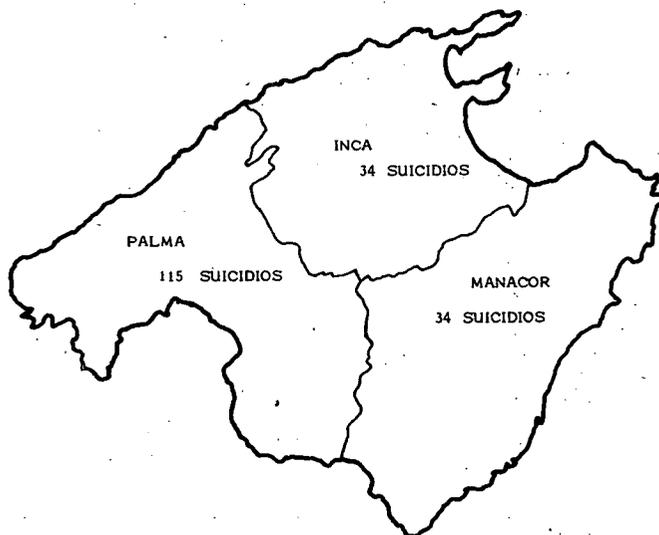 INCA
34 SUICIDIOS
PALMA
115 SUICIDIOS
MANACOR
34 SUICIDIOS